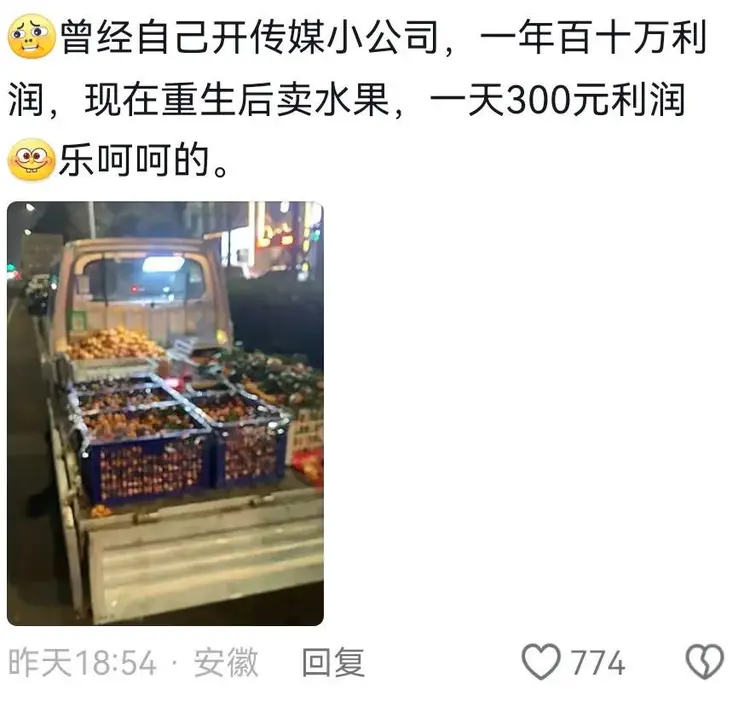 曾经自己开传媒小公司，一年百十万利
润，现在重生后卖水果，一天300元利润
乐呵呵的。
昨天18:54 · 安徽 回复 774